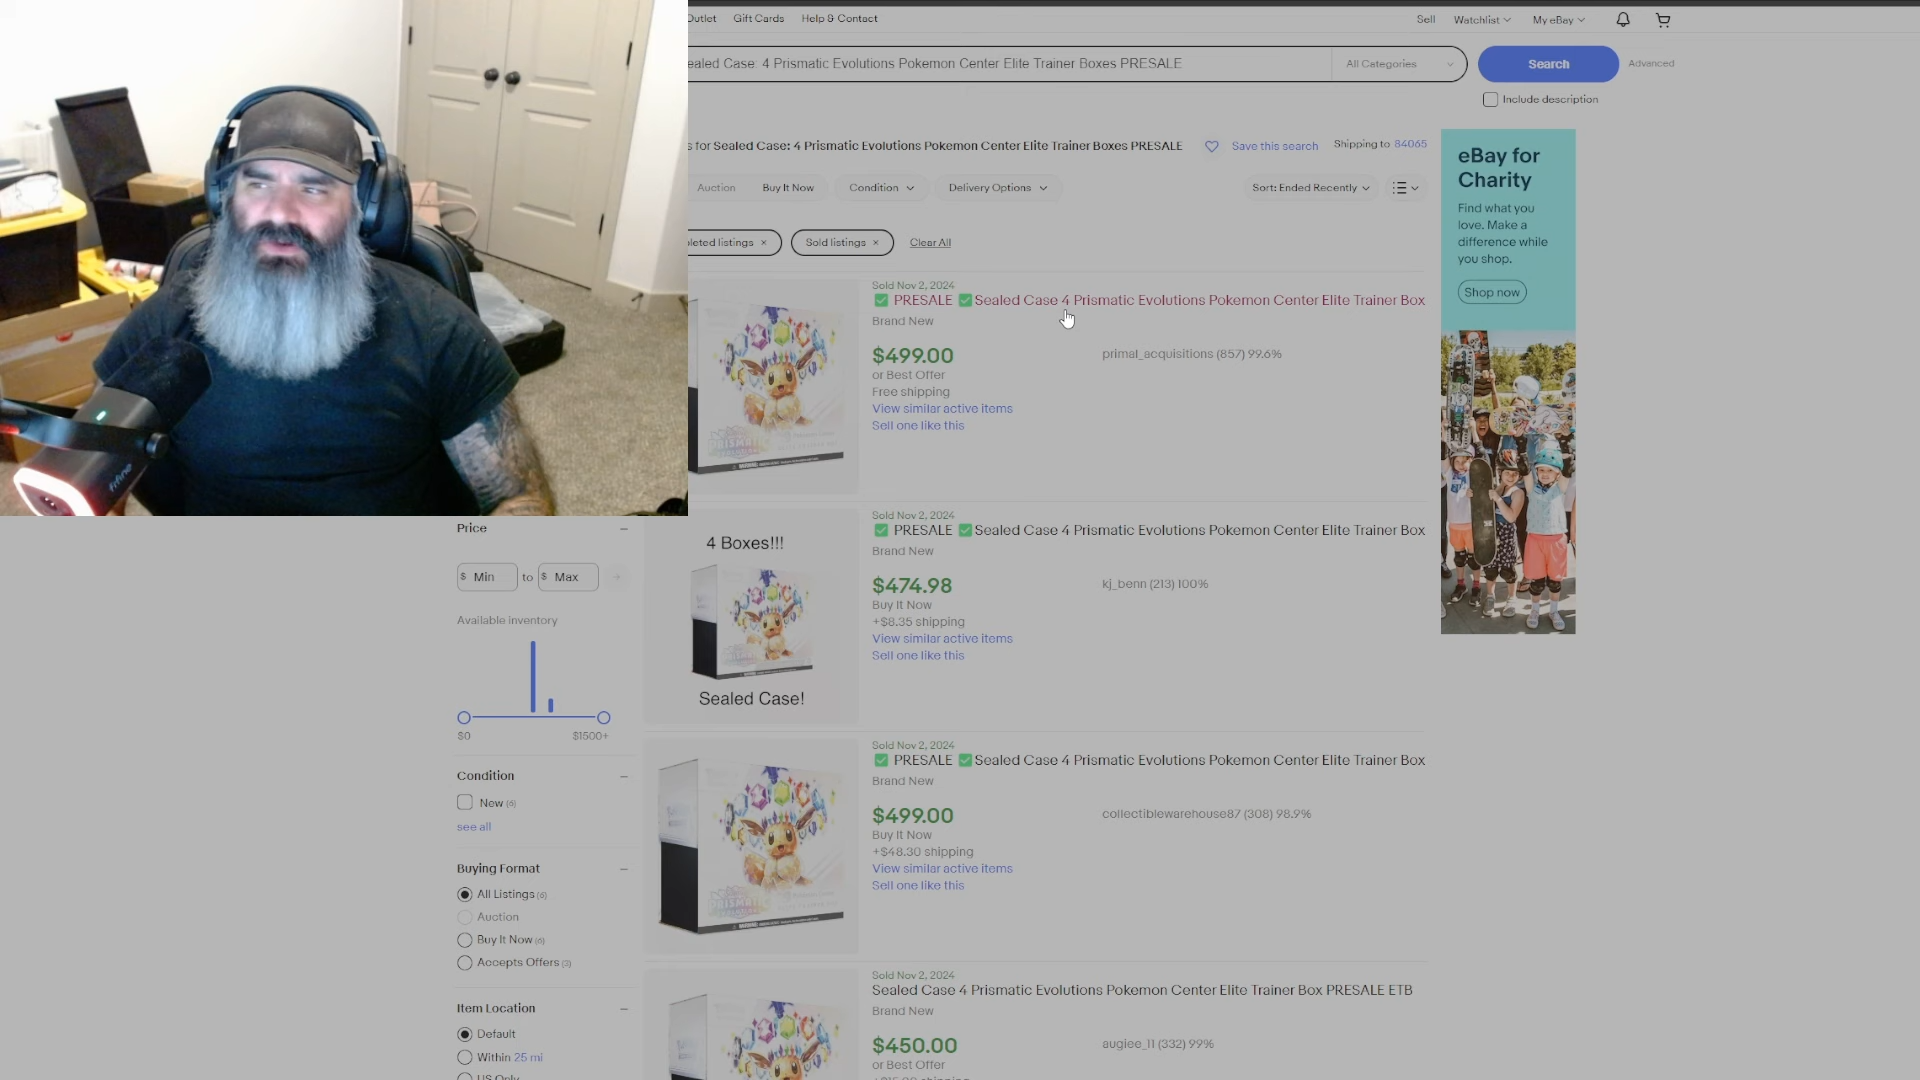 Outlet Gift Cards Help & Contact
Sell Watchlist My eBay
ealed Case: 4 Prismatic Evolutions Pokemon Center Elite Trainer Boxes PRESALE
All Categories
Search
Advanced
Include description
s for Sealed Case: 4 Prismatic Evolutions Pokemon Center Elite Trainer Boxes PRESALE
Save this search
Shipping to 84065
Auction Buy It Now Condition Delivery Options
Sort: Ended Recently
leted listings × Sold listings × Clear All
Sold Nov 2, 2024
✅ PRESALE ✅Sealed Case 4 Prismatic Evolutions Pokemon Center Elite Trainer Box
Brand New
$499.00
primal_acquisitions (857) 99.6%
or Best Offer
Free shipping
View similar active items
Sell one like this
Sold Nov 2, 2024
✅ PRESALE ✅Sealed Case 4 Prismatic Evolutions Pokemon Center Elite Trainer Box
Brand New
$474.98
kj_benn (213) 100%
Buy It Now
+$8.35 shipping
View similar active items
Sell one like this
4 Boxes!!!
Sealed Case!
Sold Nov 2, 2024
✅ PRESALE ✅Sealed Case 4 Prismatic Evolutions Pokemon Center Elite Trainer Box
Brand New
$499.00
collectiblewarehouse87 (308) 98.9%
Buy It Now
+$48.30 shipping
View similar active items
Sell one like this
Sold Nov 2, 2024
Sealed Case 4 Prismatic Evolutions Pokemon Center Elite Trainer Box PRESALE ETB
Brand New
$450.00
augiee_11 (332) 99%
or Best Offer
Price
$ Min to $ Max
Available inventory
$0 $1500+
Condition
New (6)
see all
Buying Format
All Listings (6)
Auction
Buy It Now (6)
Accepts Offers (2)
Item Location
Default
Within 25 mi
US Only
eBay for
Charity
Find what you
love. Make a
difference while
you shop.
Shop now